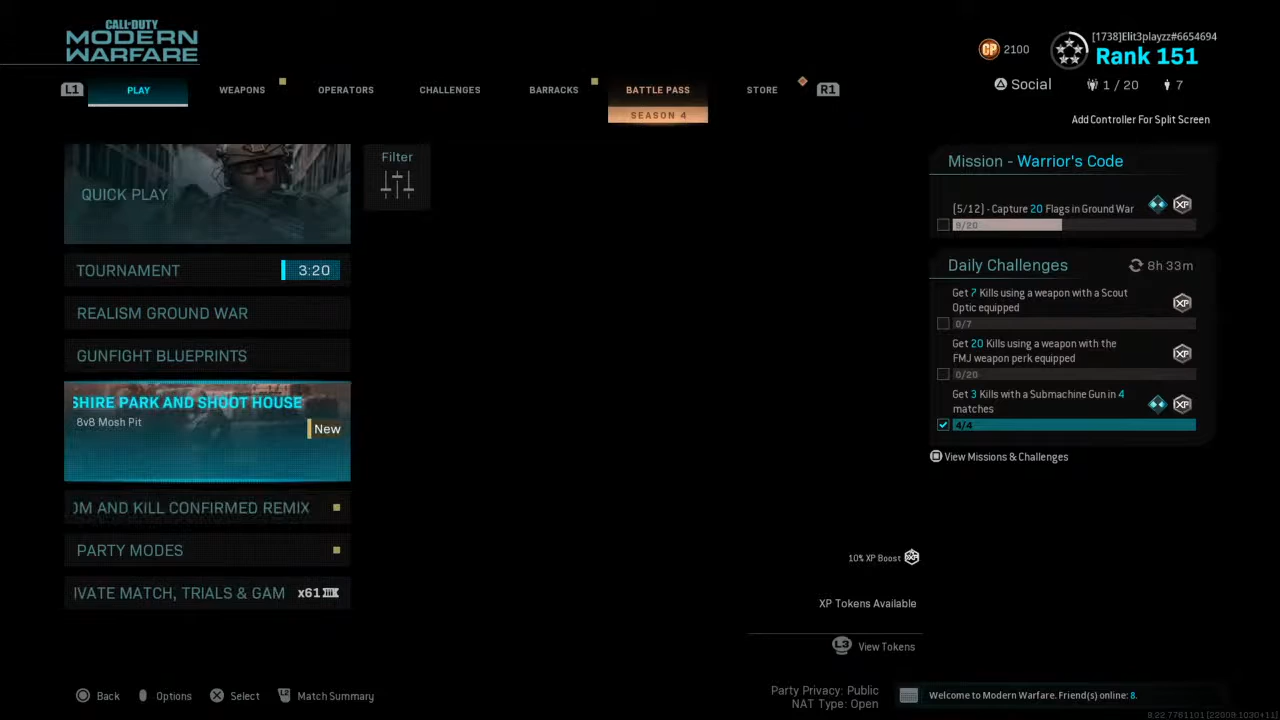 CALL·DUTY
MODERN
WARFARE
CP 2100
[1738]Elit3playzz#6654694
Rank 151
Social
1 / 20
7
Add Controller For Split Screen
L1
PLAY
WEAPONS
OPERATORS
CHALLENGES
BARRACKS
BATTLE PASS
STORE
R1
SEASON 4
QUICK PLAY
Filter
TOURNAMENT
3:20
REALISM GROUND WAR
GUNFIGHT BLUEPRINTS
SHIRE PARK AND SHOOT HOUSE
8v8 Mosh Pit
New
OM AND KILL CONFIRMED REMIX
PARTY MODES
IVATE MATCH, TRIALS & GAM
x61
Mission - Warrior's Code
[5/12] - Capture 20 Flags in Ground War
XP
9/20
Daily Challenges
8h 33m
Get 7 Kills using a weapon with a Scout
Optic equipped
XP
0/7
Get 20 Kills using a weapon with the
FMJ weapon perk equipped
XP
0/20
Get 3 Kills with a Submachine Gun in 4
matches
XP
4/4
View Missions & Challenges
10% XP Boost
XP Tokens Available
L3
View Tokens
Back
Options
Select
L2
Match Summary
Party Privacy: Public
NAT Type: Open
Welcome to Modern Warfare. Friend(s) online: 8.